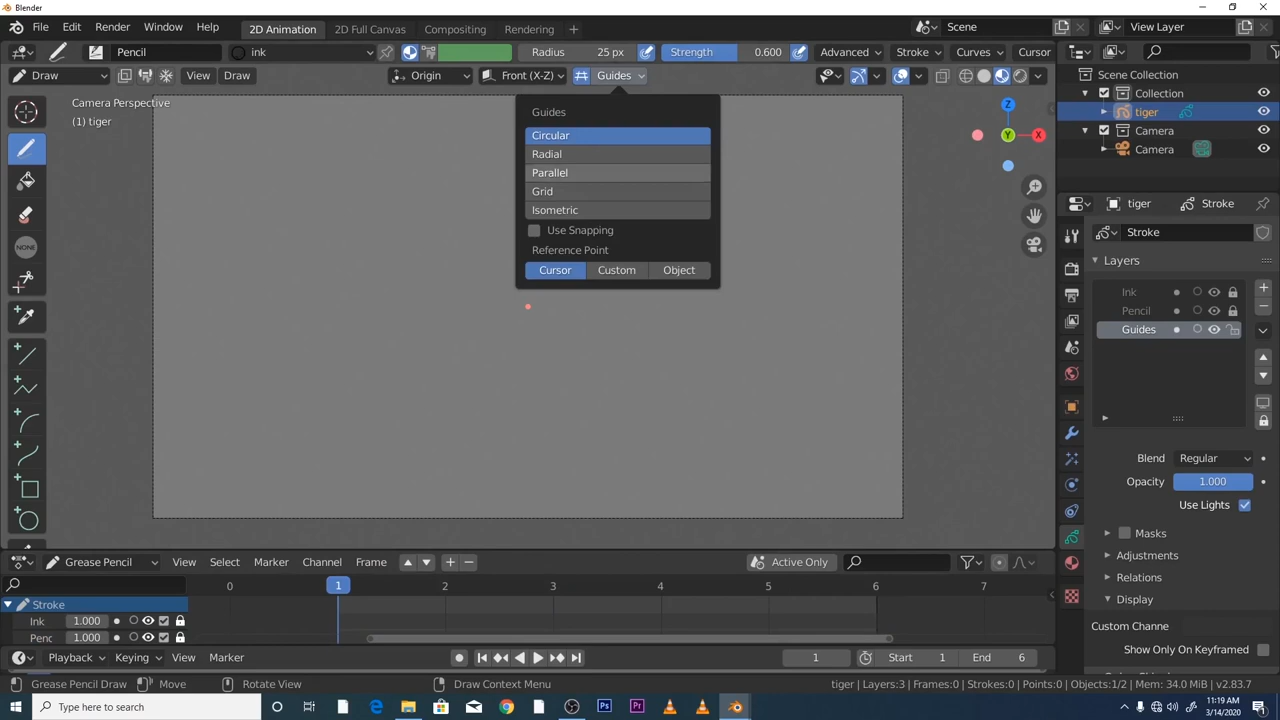 Blender
File Edit Render Window Help 2D Animation 2D Full Canvas Compositing Rendering + Scene View Layer
Pencil ink Radius 25 px Strength 0.600 Advanced Stroke Curves Cursor
Draw View Draw Origin Front (X-Z) Guides
Camera Perspective
(1) tiger
Guides
Circular
Radial
Parallel
Grid
Isometric
Use Snapping
Reference Point
Cursor Custom Object
NONE
Z
Y X
Scene Collection
Collection
tiger
Camera
Camera
tiger Stroke
Stroke
Layers
Ink
Pencil
Guides
Blend Regular
Opacity 1.000
Use Lights
Masks
Adjustments
Relations
Display
Custom Channe
Show Only On Keyframed
Grease Pencil View Select Marker Channel Frame Active Only
0 1 2 3 4 5 6 7
Stroke
Ink 1.000
Penc 1.000
Playback Keying View Marker 1 Start 1 End 6
Grease Pencil Draw Move Rotate View Draw Context Menu tiger | Layers:3 | Frames:0 | Strokes:0 | Points:0 | Objects:1/2 | Mem: 34.0 MiB | v2.83.7
Type here to search Ps Pr 11:19 AM
3/14/2020